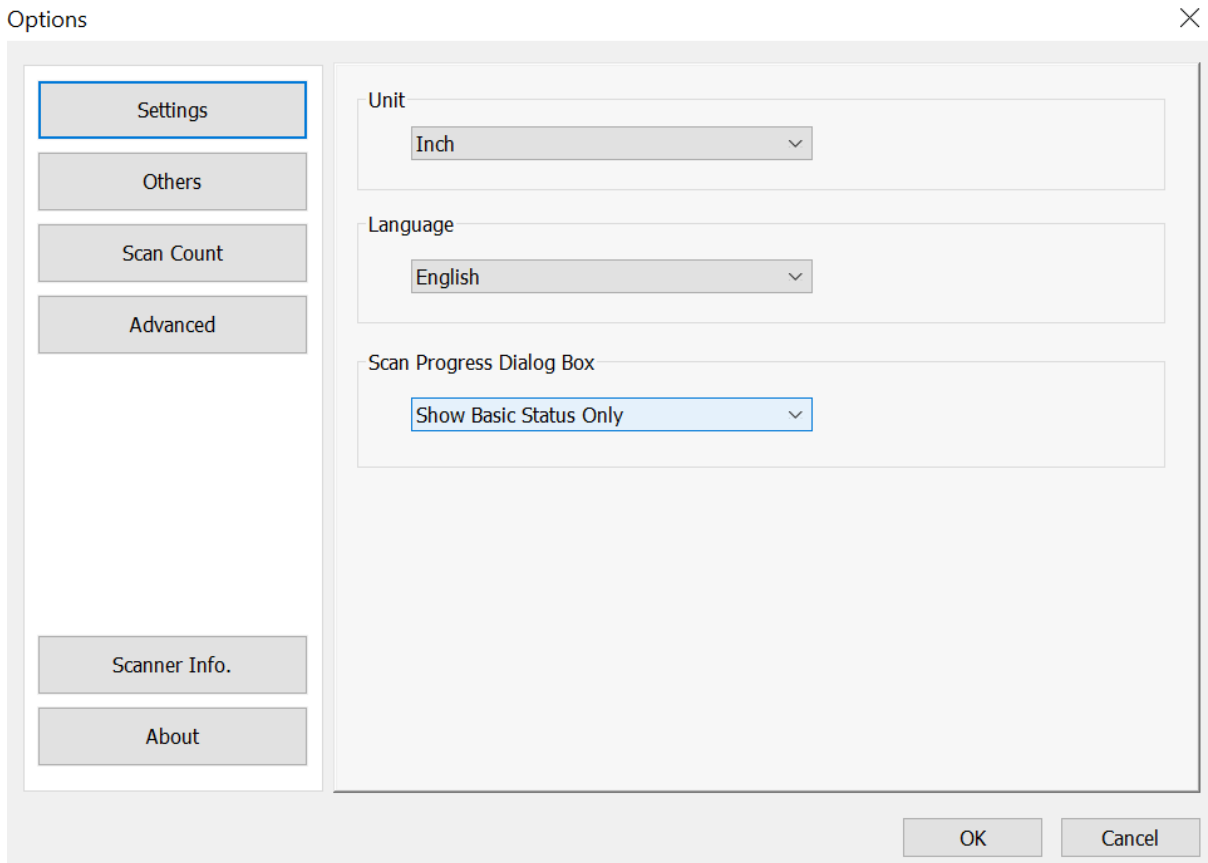 Options
Settings
Others
Scan Count
Advanced
Scanner Info.
About
Unit
Inch
Language
English
Scan Progress Dialog Box
Show Basic Status Only
OK
Cancel